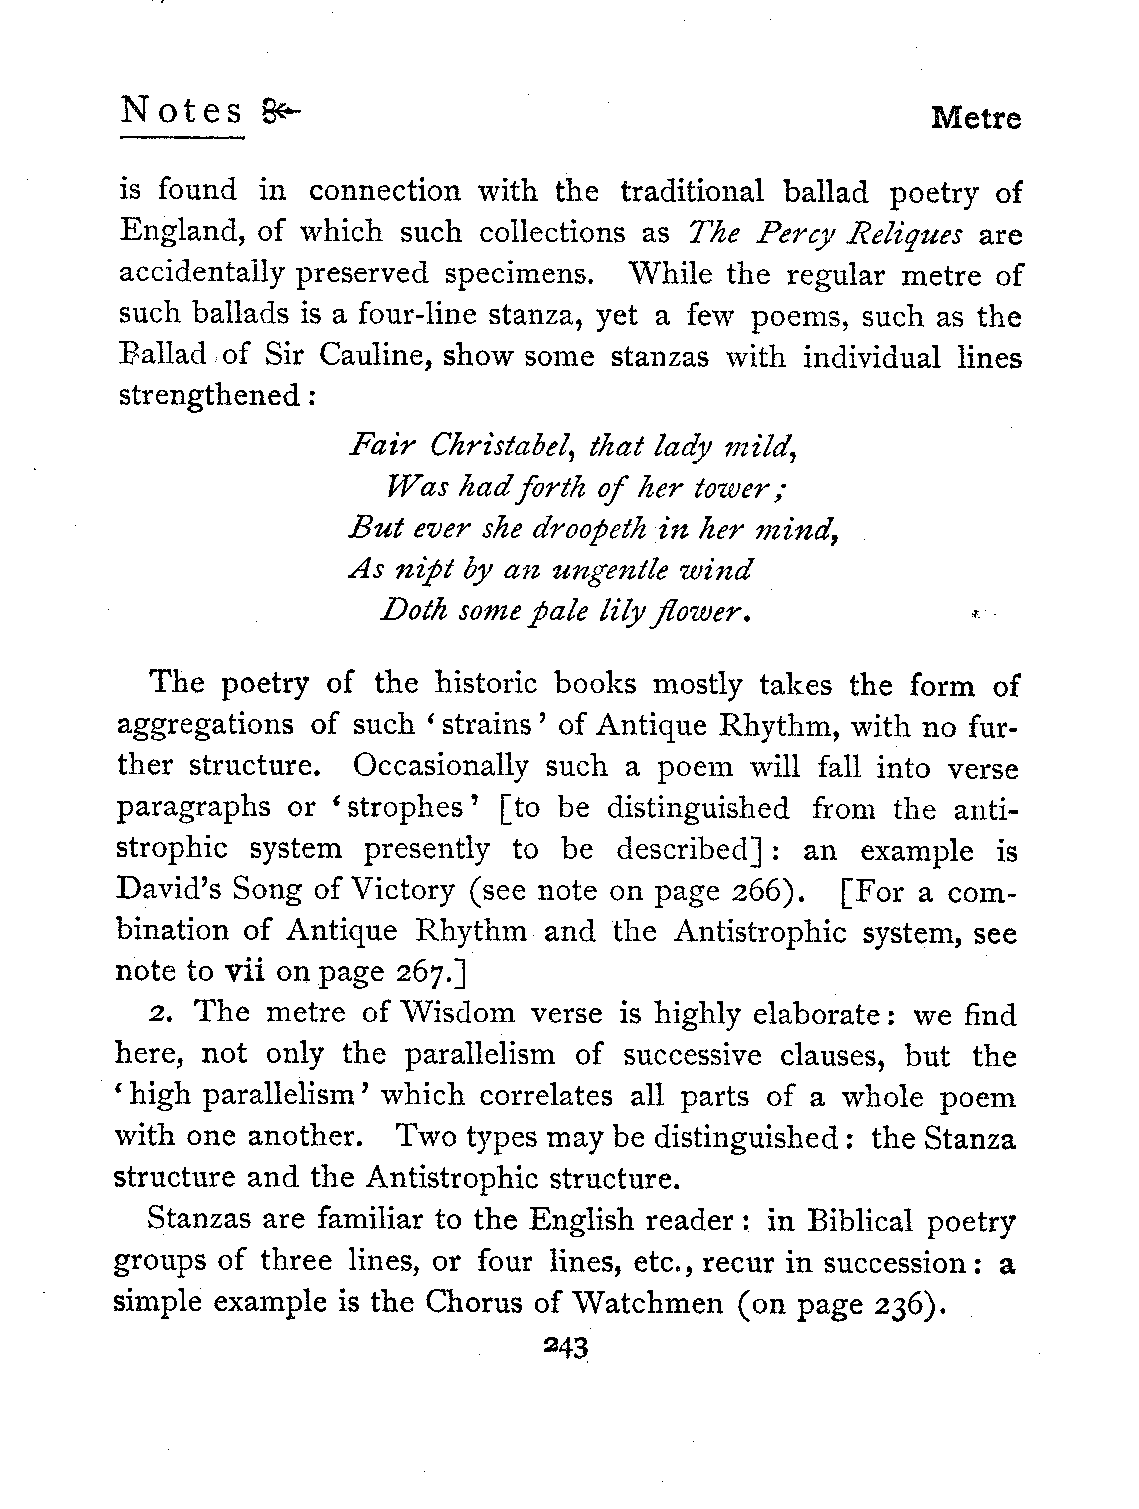 Notes
Metre
is found in connection with the traditional ballad poetry of
England, of which such collections as The Percy Reliques are
accidentally preserved specimens. While the regular metre of
such ballads is a four-line stanza, yet a few poems, such as the
Ballad of Sir Cauline, show some stanzas with individual lines
strengthened :
Fair Christabel, that lady mild,
Was had forth of her tower ;
But ever she droopeth in her mind,
As nipt by an ungentle wind
Doth some pale lily flower.
The poetry of the historic books mostly takes the form of
aggregations of such ‘strains’ of Antique Rhythm, with no fur-
ther structure. Occasionally such a poem will fall into verse
paragraphs or ‘strophes’ [to be distinguished from the anti-
strophic system presently to be described] : an example is
David's Song of Victory (see note on page 266). [For a com-
bination of Antique Rhythm and the Antistrophic system, see
note to vii on page 267.]
2. The metre of Wisdom verse is highly elaborate : we find
here, not only the parallelism of successive clauses, but the
‘high parallelism’ which correlates all parts of a whole poem
with one another. Two types may be distinguished : the Stanza
structure and the Antistrophic structure.
Stanzas are familiar to the English reader : in Biblical poetry
groups of three lines, or four lines, etc., recur in succession : a
simple example is the Chorus of Watchmen (on page 236).
243